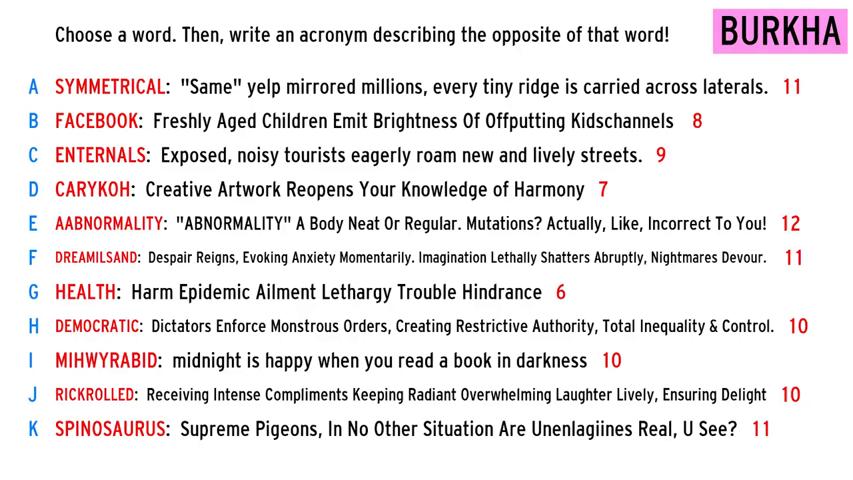 Choose a word. Then, write an acronym describing the opposite of that word!
BURKHA
A SYMMETRICAL: "Same" yelp mirrored millions, every tiny ridge is carried across laterals. 11
B FACEBOOK: Freshly Aged Children Emit Brightness Of Offputting Kidschannels 8
C ENTERNALS: Exposed, noisy tourists eagerly roam new and lively streets. 9
D CARYKOH: Creative Artwork Reopens Your Knowledge of Harmony 7
E AABNORMALITY: "ABNORMALITY" A Body Neat Or Regular. Mutations? Actually, Like, Incorrect To You! 12
F DREAMILSAND: Despair Reigns, Evoking Anxiety Momentarily. Imagination Lethally Shatters Abruptly, Nightmares Devour. 11
G HEALTH: Harm Epidemic Ailment Lethargy Trouble Hindrance 6
H DEMOCRATIC: Dictators Enforce Monstrous Orders, Creating Restrictive Authority, Total Inequality & Control. 10
I MIHWYRABID: midnight is happy when you read a book in darkness 10
J RICKROLLED: Receiving Intense Compliments Keeping Radiant Overwhelming Laughter Lively, Ensuring Delight 10
K SPINOSAURUS: Supreme Pigeons, In No Other Situation Are Unenlagiines Real, U See? 11